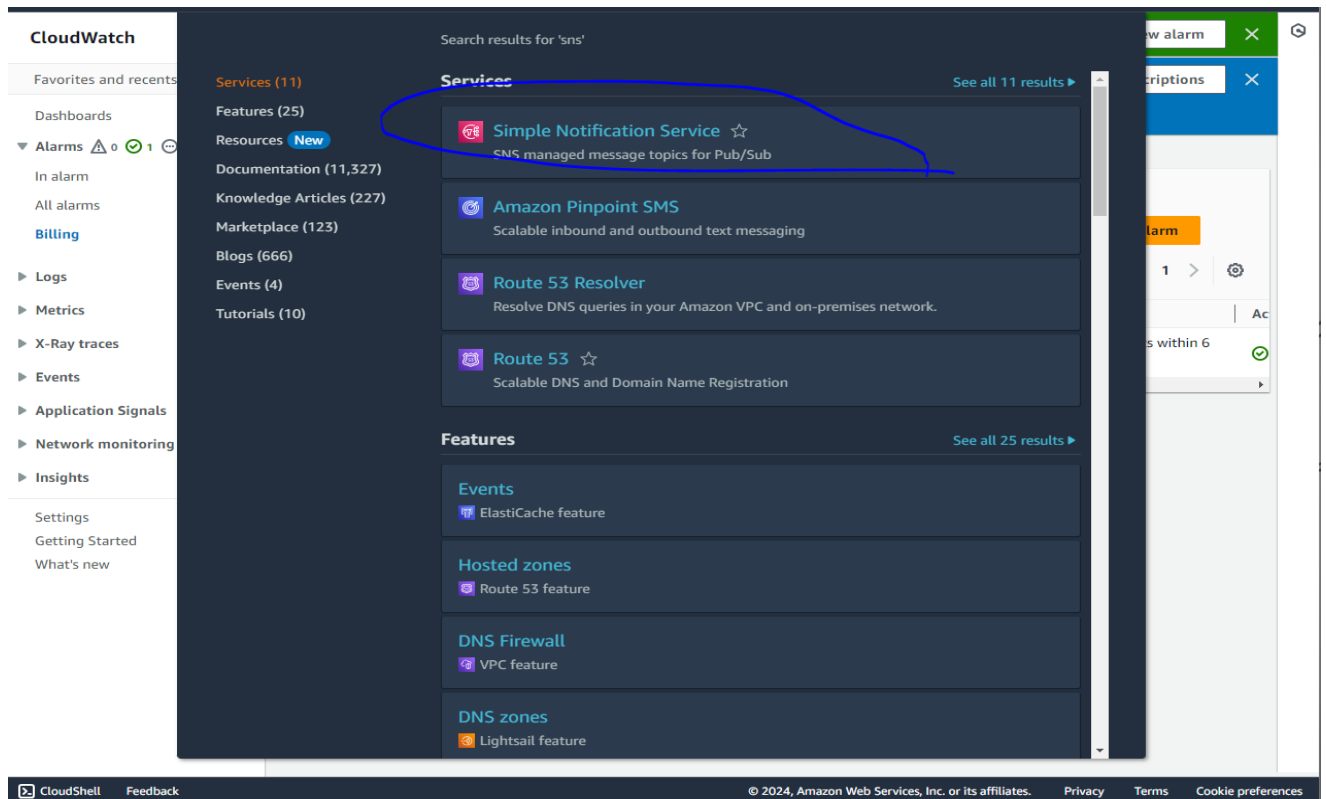 CloudWatch
Favorites and recents
Dashboards
Alarms 0 1
In alarm
All alarms
Billing
Logs
Metrics
X-Ray traces
Events
Application Signals
Network monitoring
Insights
Settings
Getting Started
What's new
Search results for 'sns'
Services (11)
Features (25)
Resources New
Documentation (11,327)
Knowledge Articles (227)
Marketplace (123)
Blogs (666)
Events (4)
Tutorials (10)
Services
See all 11 results
Simple Notification Service
SNS managed message topics for Pub/Sub
Amazon Pinpoint SMS
Scalable inbound and outbound text messaging
Route 53 Resolver
Resolve DNS queries in your Amazon VPC and on-premises network.
Route 53
Scalable DNS and Domain Name Registration
Features
See all 25 results
Events
ElastiCache feature
Hosted zones
Route 53 feature
DNS Firewall
VPC feature
DNS zones
Lightsail feature
alarm
1
within 6
CloudShell
Feedback
© 2024, Amazon Web Services, Inc. or its affiliates.
Privacy
Terms
Cookie preferences